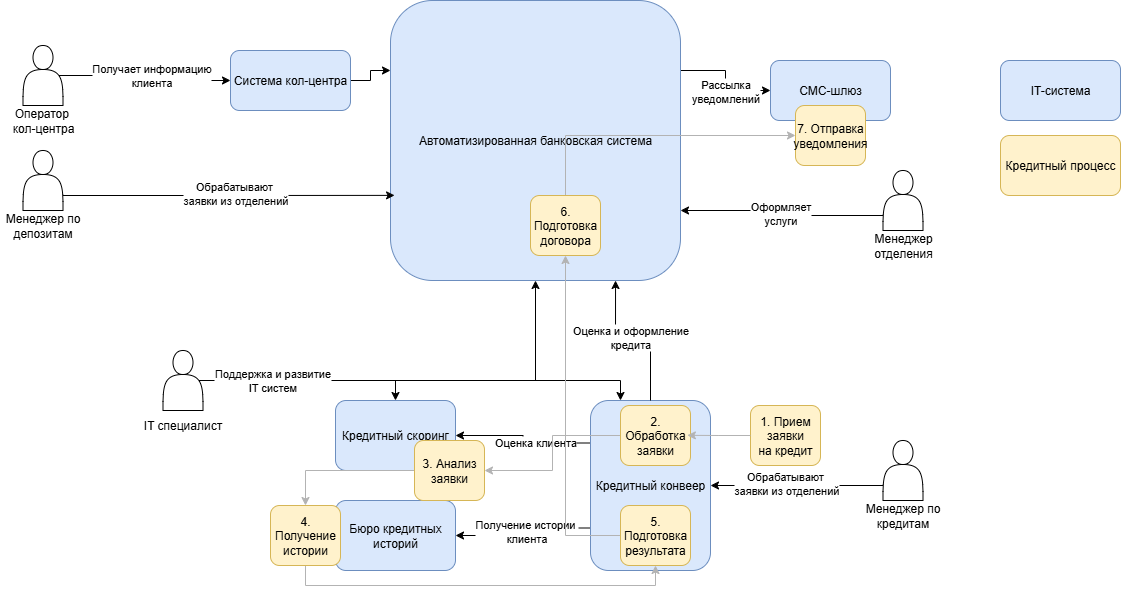 Получает информацию
клиента
Оператор
кол-центра
Система кол-центра
Автоматизированная банковская система
Рассылка
уведомлений
СМС-шлюз
7. Отправка
уведомления
IT-система
Кредитный процесс
Менеджер по
депозитам
Обрабатывают
заявки из отделений
6.
Подготовка
договора
Оформляет
услуги
Менеджер
отделения
Оценка и оформление
кредита
IT специалист
Поддержка и развитие
IT систем
Кредитный скоринг
3. Анализ
заявки
Оценка клиента
2.
Обработка
заявки
1. Прием
заявки
на кредит
Кредитный конвеер
Обрабатывают
заявки из отделений
Менеджер по
кредитам
4.
Получение
истории
Бюро кредитных
историй
Получение истории
клиента
5.
Подготовка
результата